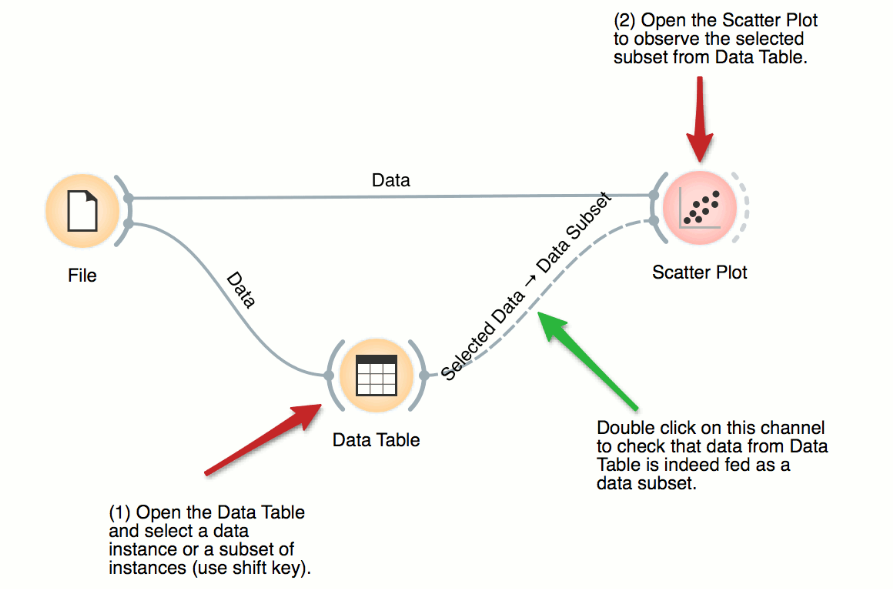 (2) Open the Scatter Plot
to observe the selected
subset from Data Table.
Data
File
Data
Selected Data → Data Subset
Scatter Plot
Data Table
Double click on this channel
to check that data from Data
Table is indeed fed as a
data subset.
(1) Open the Data Table
and select a data
instance or a subset of
instances (use shift key).